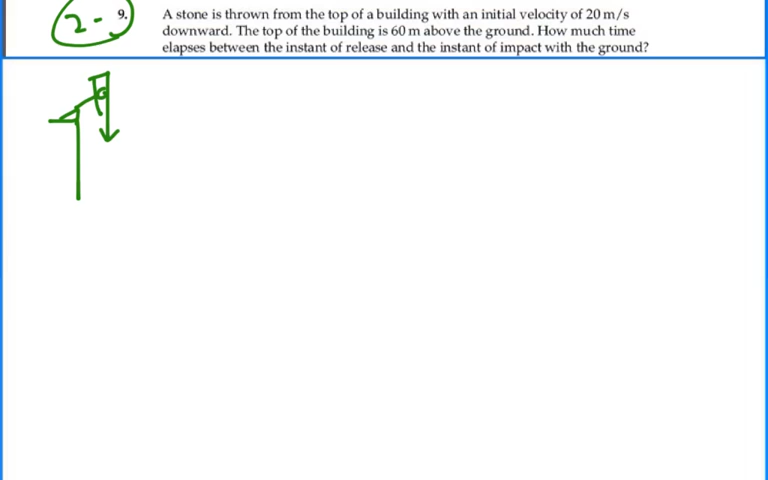 2- 9. A stone is thrown from the top of a building with an initial velocity of 20 m/s
downward. The top of the building is 60 m above the ground. How much time
elapses between the instant of release and the instant of impact with the ground?